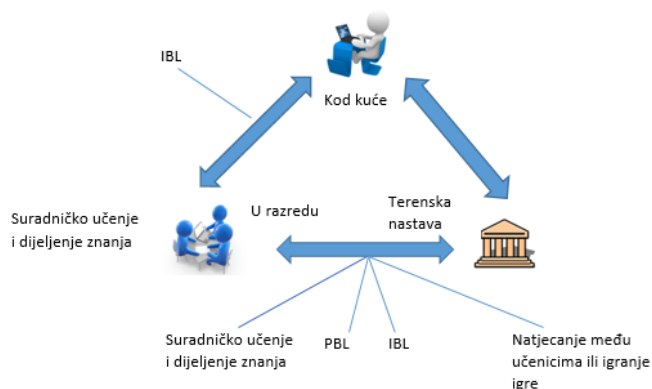 IBL
Kod kuće
Suradničko učenje
i dijeljenje znanja
U razredu
Terenska
nastava
Suradničko učenje
i dijeljenje znanja
PBL
IBL
Natjecanje među
učenicima ili igranje
igre